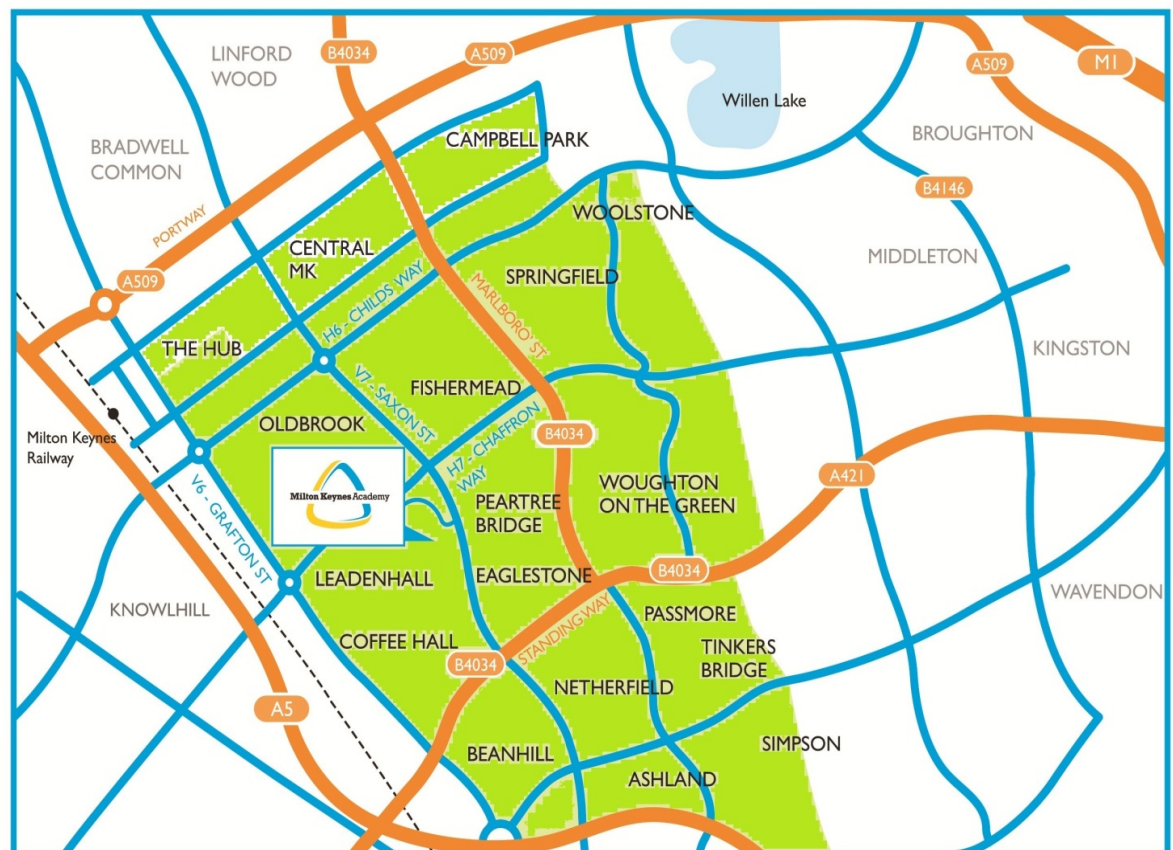 LINFORD
WOOD
B4034
A509
A509
M1
Willen Lake
BRADWELL
COMMON
CAMPBELL PARK
BROUGHTON
B4146
PORTWAY
WOOLSTONE
CENTRAL
MK
MIDDLETON
A509
H6 - CHILDS WAY
SPRINGFIELD
MARLBORO' ST
THE HUB
KINGSTON
V7 - SAXON ST
FISHERMEAD
OLDBROOK
Milton Keynes
Railway
B4034
H7 - CHAFFRON
WAY
A421
V6 - GRAFTON ST
Milton Keynes Academy
PEARTREE
BRIDGE
WOUGHTON
ON THE GREEN
LEADENHALL
EAGLESTONE
B4034
KNOWLHILL
WAVENDON
STANDING WAY
PASSMORE
COFFEE HALL
TINKERS
BRIDGE
B4034
NETHERFIELD
A5
SIMPSON
BEANHILL
ASHLAND